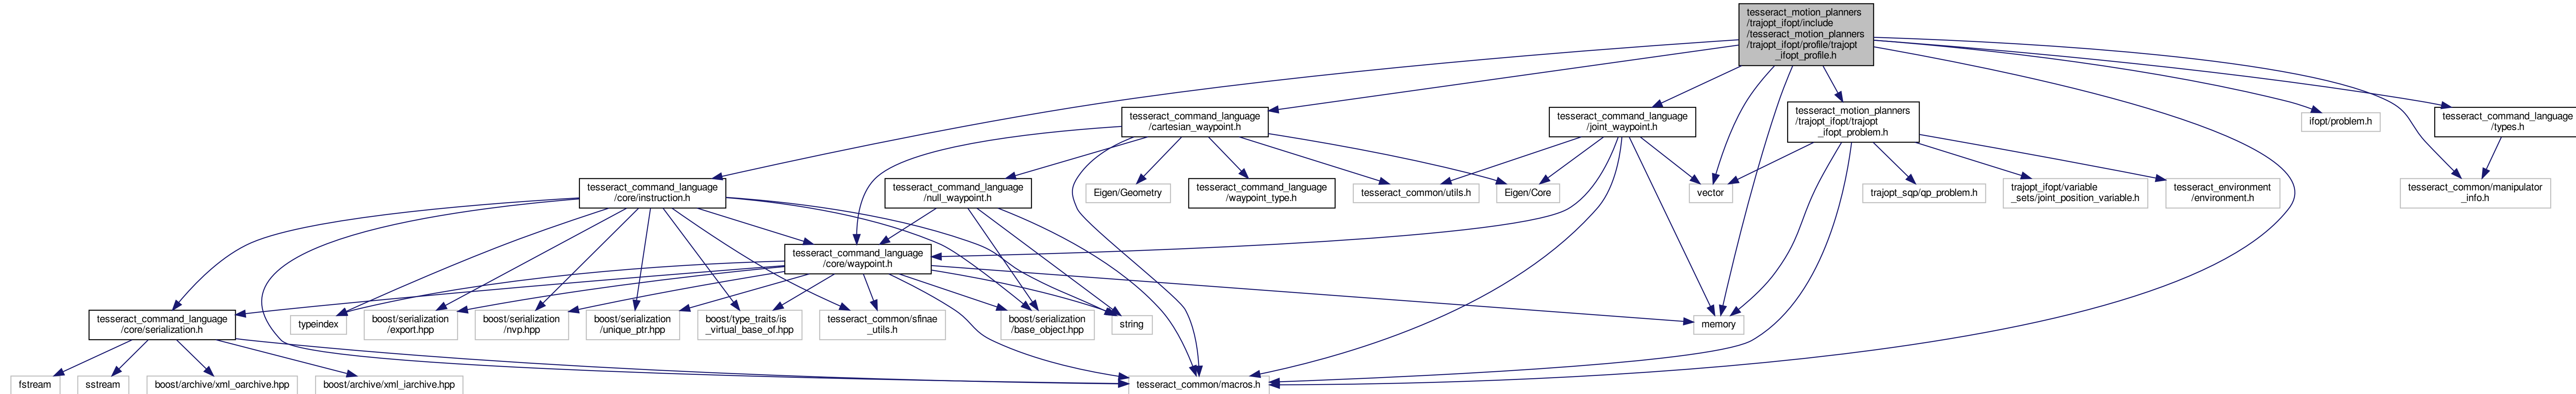 tesseract_motion_planners
/trajopt_ifopt/include
/tesseract_motion_planners
/trajopt_ifopt/profile/trajopt
_ifopt_profile.h
tesseract_command_language
/cartesian_waypoint.h
tesseract_command_language
/joint_waypoint.h
tesseract_motion_planners
/trajopt_ifopt/trajopt
_ifopt_problem.h
ifopt/problem.h
tesseract_command_language
/types.h
tesseract_command_language
/core/instruction.h
tesseract_command_language
/null_waypoint.h
Eigen/Geometry
tesseract_command_language
/waypoint_type.h
tesseract_common/utils.h
Eigen/Core
vector
trajopt_sqp/qp_problem.h
trajopt_ifopt/variable
_sets/joint_position_variable.h
tesseract_environment
/environment.h
tesseract_common/manipulator
_info.h
tesseract_command_language
/core/waypoint.h
tesseract_command_language
/core/serialization.h
typeindex
boost/serialization
/export.hpp
boost/serialization
/nvp.hpp
boost/serialization
/unique_ptr.hpp
boost/type_traits/is
_virtual_base_of.hpp
tesseract_common/sfinae
_utils.h
boost/serialization
/base_object.hpp
string
memory
fstream
sstream
boost/archive/xml_oarchive.hpp
boost/archive/xml_iarchive.hpp
tesseract_common/macros.h